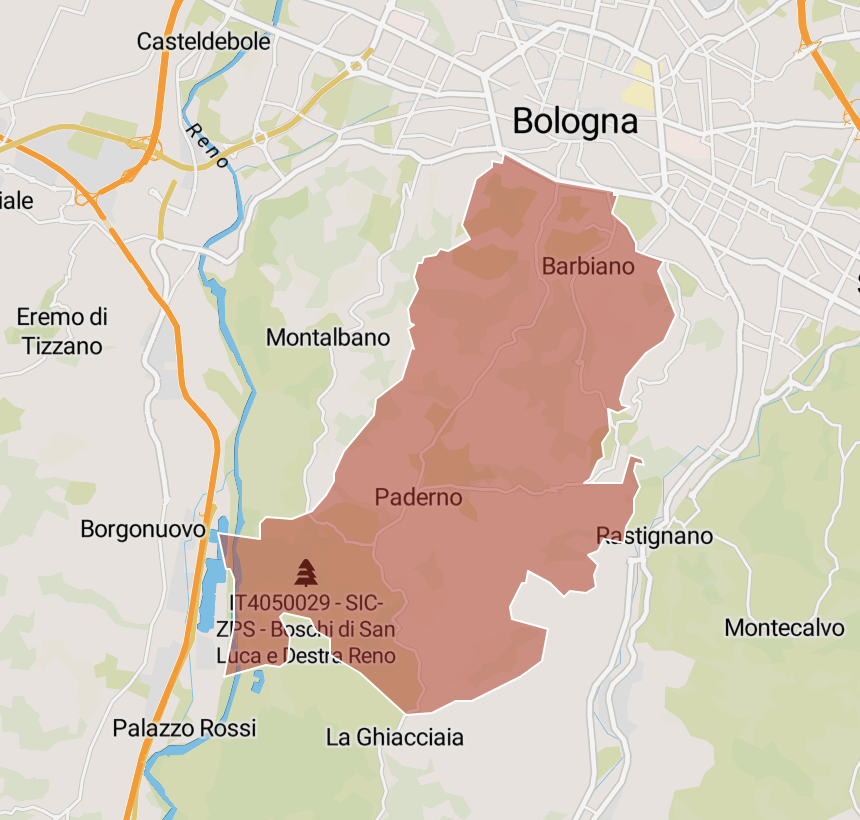 Casteldebole
Reno
Bologna
iale
Barbiano
Eremo di
Tizzano
Montalbano
Paderno
Borgonuovo
Rastignano
IT4050029 - SIC-
ZPS - Boschi di San
Luca e Destra Reno
Montecalvo
Palazzo Rossi
La Ghiacciaia